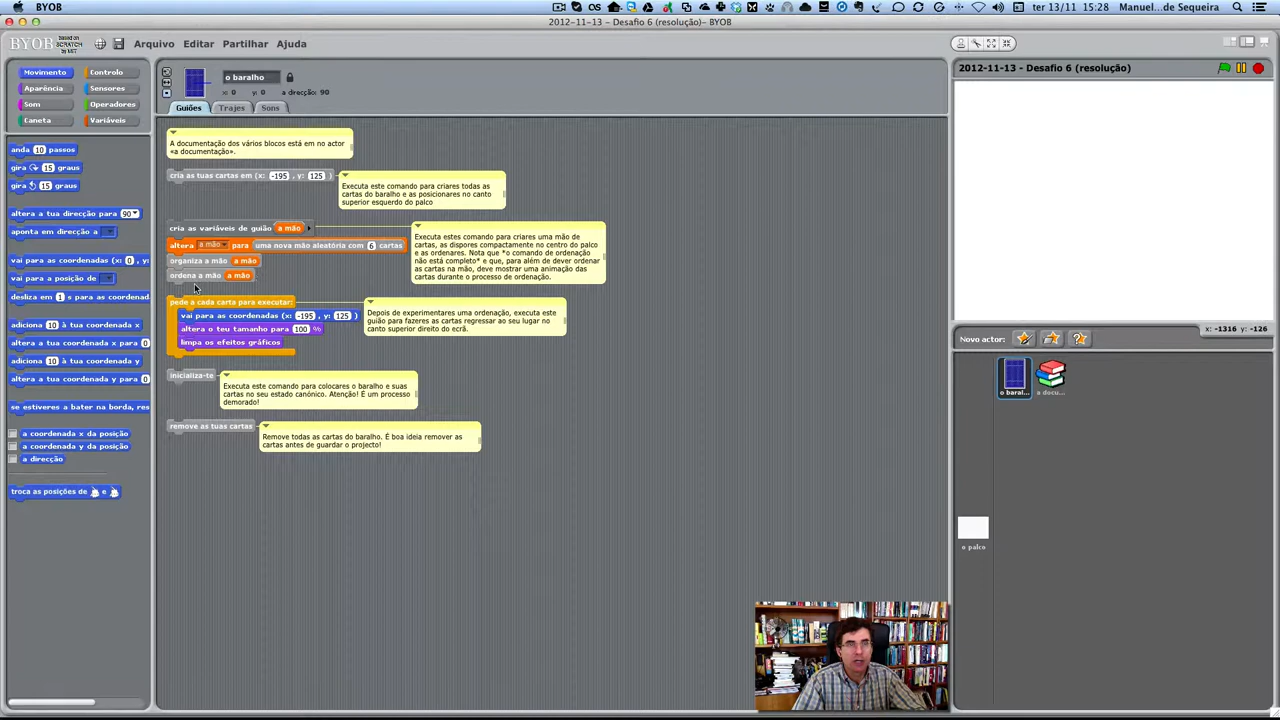 BYOB
ter 13/11 15:28 Manuel...de Sequeira
2012-11-13 – Desafio 6 (resolução)– BYOB
BYOB BASED ON SCRATCH by MIT
Arquivo Editar Partilhar Ajuda
Movimento Controlo
Aparência Sensores
Som Operadores
Caneta Variáveis
anda 10 passos
gira 15 graus
gira 15 graus
altera a tua direcção para 90
aponta em direcção a
vai para as coordenadas (x: 0, y:
vai para a posição de
desliza em 1 s para as coordenad
adiciona 10 à tua coordenada x
altera a tua coordenada x para 0
adiciona 10 à tua coordenada y
altera a tua coordenada y para 0
se estiveres a bater na borda, res
a coordenada x da posição
a coordenada y da posição
a direcção
troca as posições de e
o baralho
x: 0 y: 0 a direcção: 90
Guiões Trajes Sons
A documentação dos vários blocos está em no actor
«a documentação».
cria as tuas cartas em (x: -195, y: 125 )
Executa este comando para criares todas as
cartas do baralho e as posicionares no canto
superior esquerdo do palco
cria as variáveis de guião a mão
altera a mão para uma nova mão aleatória com 6 cartas
organiza a mão a mão
ordena a mão a mão
Executa estes comando para criares uma mão de
cartas, as dispores compactamente no centro do palco
e as ordenares. Nota que *o comando de ordenação
não está completo* e que, para além de dever ordenar
as cartas na mão, deve mostrar uma animação das
cartas durante o processo de ordenação.
pede a cada carta para executar:
vai para as coordenadas (x: -195, y: 125 )
altera o teu tamanho para 100 %
limpa os efeitos gráficos
Depois de experimentares uma ordenação, executa este
guião para fazeres as cartas regressar ao seu lugar no
canto superior direito do ecrã.
inicializa-te
Executa este comando para colocares o baralho e suas
cartas no seu estado canónico. Atenção! É um processo
demorado!
remove as tuas cartas
Remove todas as cartas do baralho. É boa ideia remover as
cartas antes de guardar o projecto!
2012-11-13 - Desafio 6 (resolução)
x: -1316 y: -126
Novo actor:
o baral... a docu...
o palco